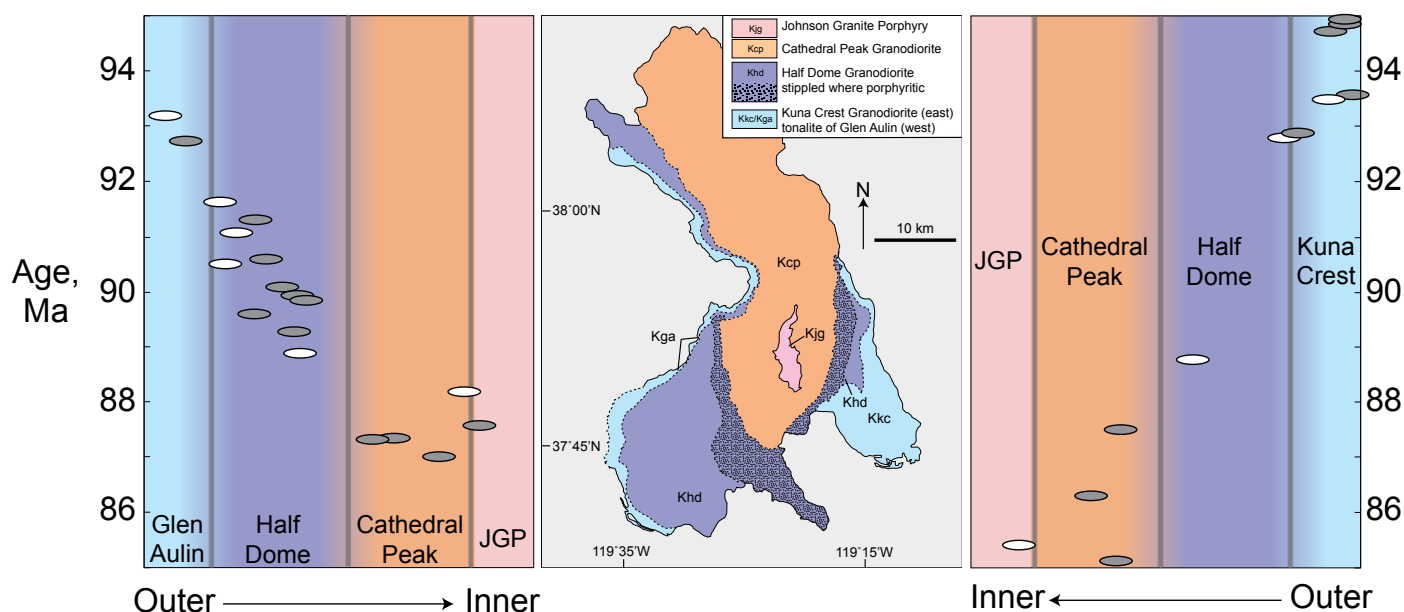 94
92
90
88
86
Age,
Ma
Glen
Aulin
Half
Dome
Cathedral
Peak
JGP
Outer
Inner
Kjg
Johnson Granite Porphyry
Kcp
Cathedral Peak Granodiorite
Khd
Half Dome Granodiorite
stippled where porphyritic
Kkc/Kga
Kuna Crest Granodiorite (east)
tonalite of Glen Aulin (west)
N
10 km
38°00'N
37°45'N
119°35'W
119°15'W
Kcp
Kga
Kjg
Khd
Kkc
Khd
JGP
Cathedral
Peak
Half
Dome
Kuna
Crest
94
92
90
88
86
Inner
Outer